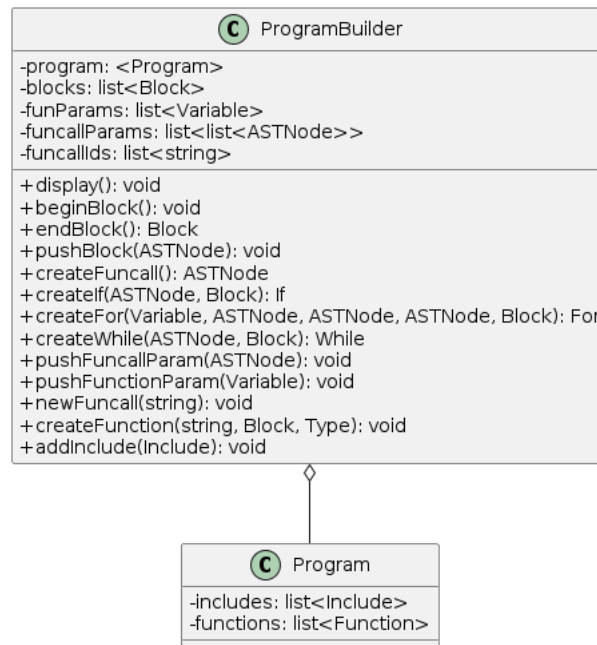 C ProgramBuilder
-program: <Program>
-blocks: list<Block>
-funParams: list<Variable>
-funcallParams: list<list<ASTNode>>
-funcallIds: list<string>
+display(): void
+beginBlock(): void
+endBlock(): Block
+pushBlock(ASTNode): void
+createFuncall(): ASTNode
+createIf(ASTNode, Block): If
+createFor(Variable, ASTNode, ASTNode, ASTNode, Block): For
+createWhile(ASTNode, Block): While
+pushFuncallParam(ASTNode): void
+pushFunctionParam(Variable): void
+newFuncall(string): void
+createFunction(string, Block, Type): void
+addInclude(Include): void
C Program
-includes: list<Include>
-functions: list<Function>